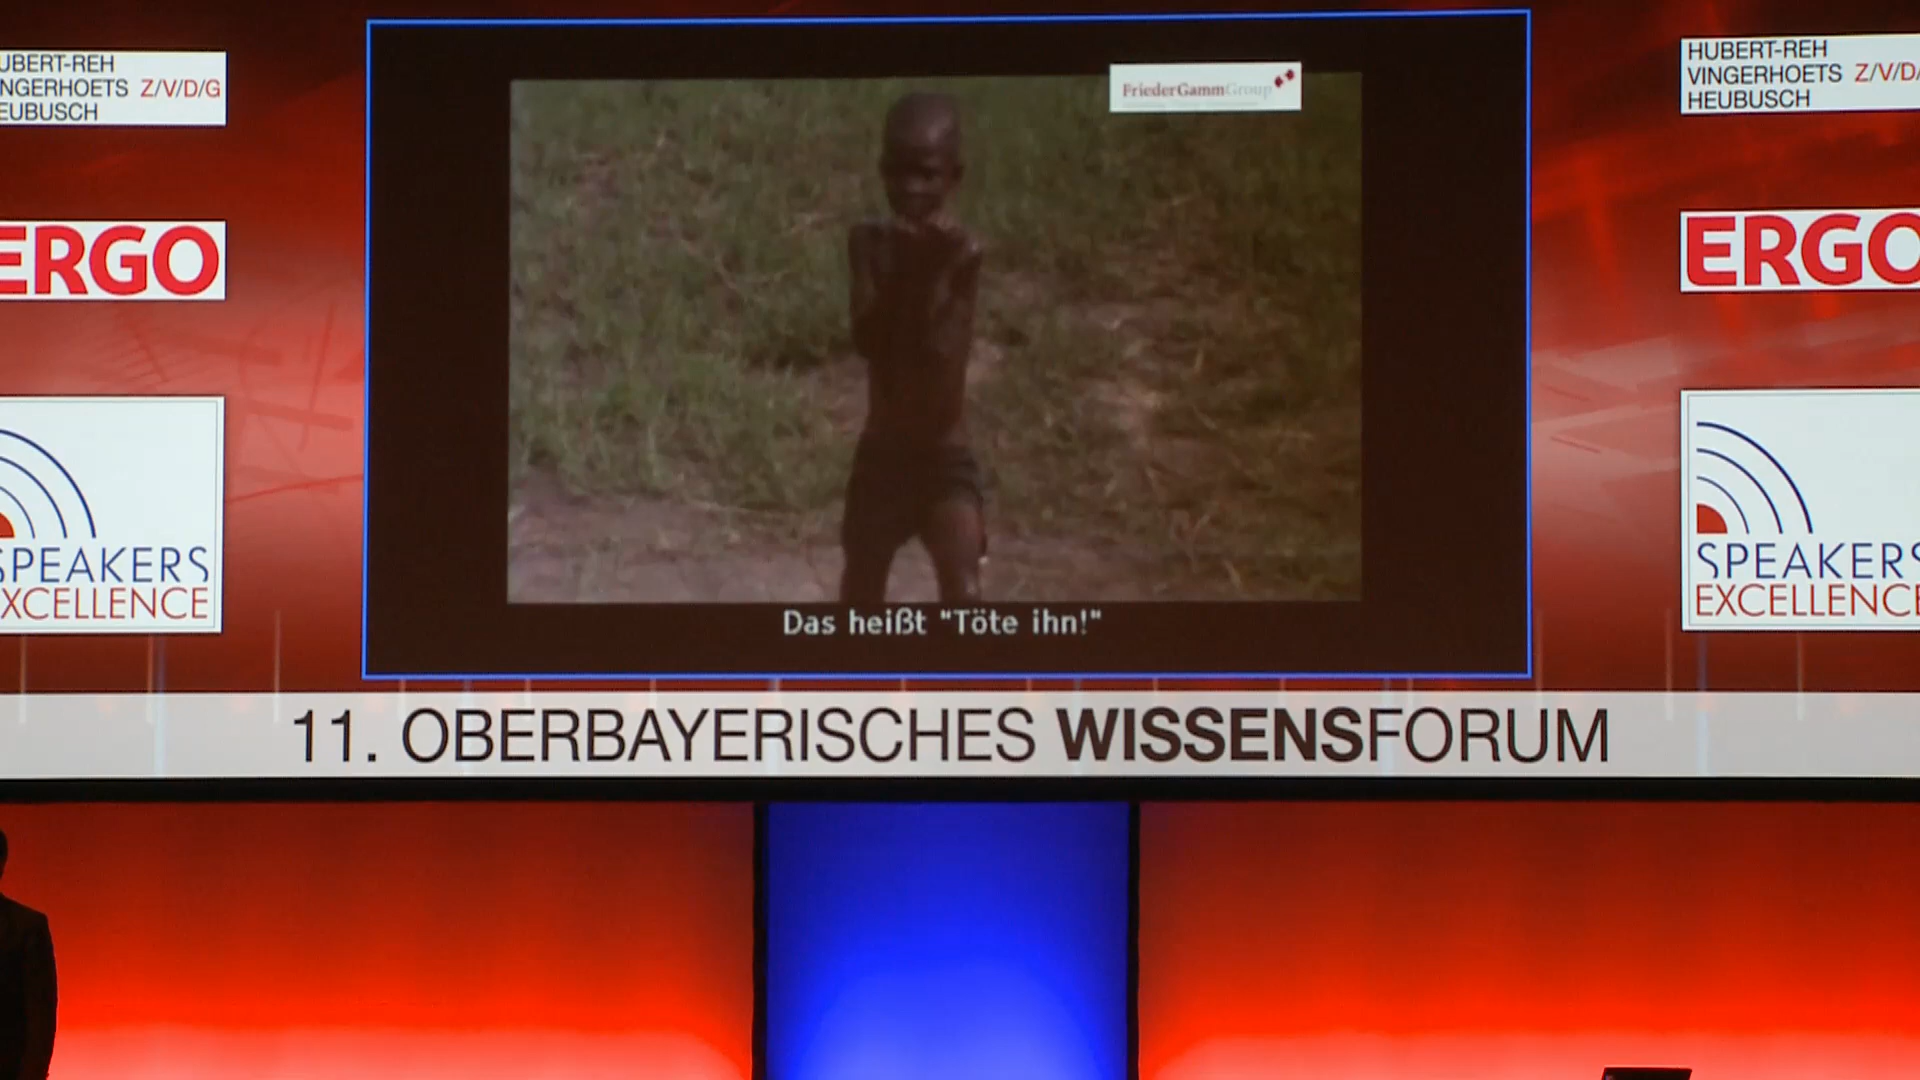 UBERT-REH
NGERHOETS Z/V/D/G
EUBUSCH
ERGO
SPEAKERS
XCELLENCE
FriederGammGroup
Das heißt "Töte ihn!"
HUBERT-REH
VINGERHOETS Z/V/D/
HEUBUSCH
ERGO
SPEAKERS
EXCELLENCE
11. OBERBAYERISCHES WISSENSFORUM